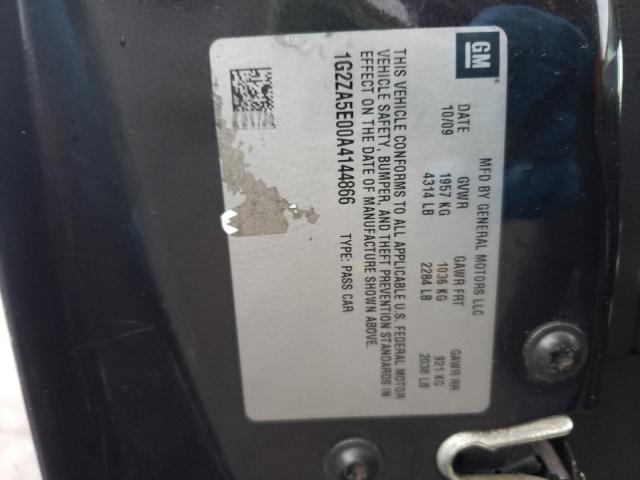 GM
MFD BY GENERAL MOTORS LLC
DATE GVWR GAWR FRT GAWR RR
10/09 1957 KG 1036 KG 921 KG
4314 LB 2284 LB 2030 LB
THIS VEHICLE CONFORMS TO ALL APPLICABLE U.S. FEDERAL MOTOR
VEHICLE SAFETY, BUMPER, AND THEFT PREVENTION STANDARDS IN
EFFECT ON THE DATE OF MANUFACTURE SHOWN ABOVE.
1G2ZA5E00A4144866 TYPE: PASS CAR